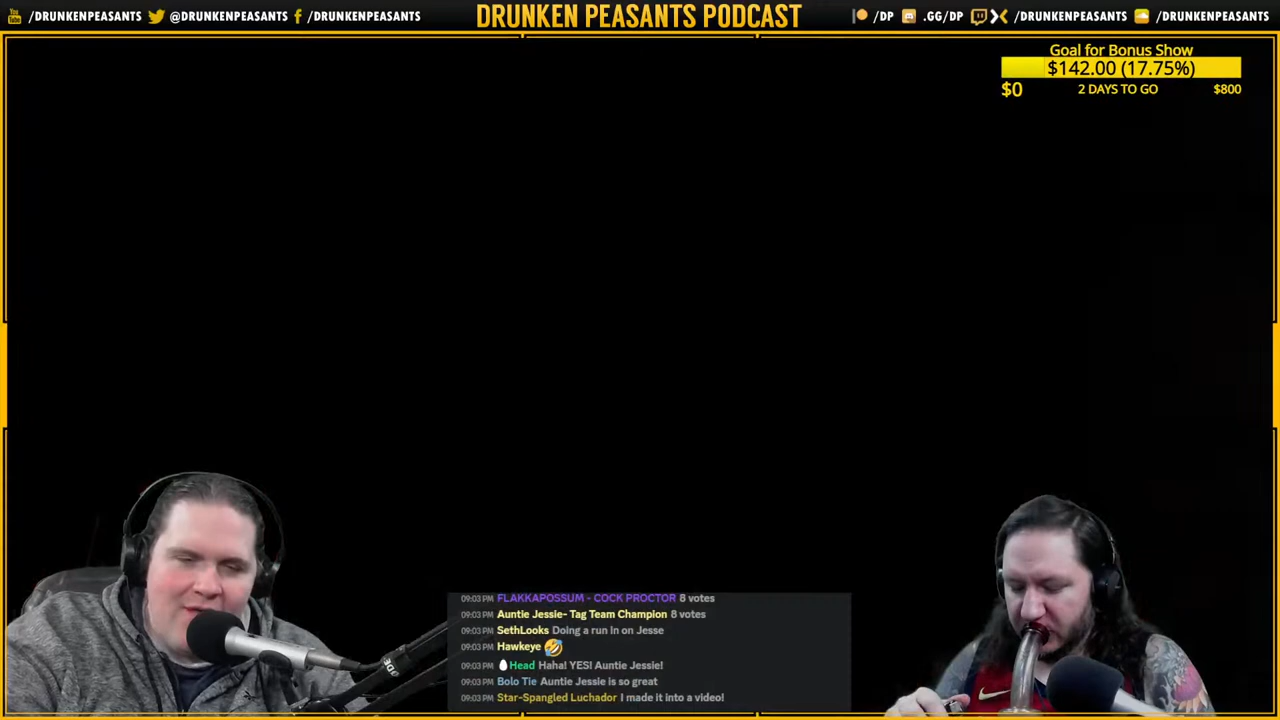 /DRUNKENPEASANTS @DRUNKENPEASANTS /DRUNKENPEASANTS DRUNKEN PEASANTS PODCAST /DP .GG/DP /DRUNKENPEASANTS /DRUNKENPEASANTS
Goal for Bonus Show
$142.00 (17.75%)
$0 2 DAYS TO GO $800
09:03 PM FLAKKAPOSSUM - COCK PROCTOR 8 votes
09:03 PM Auntie Jessie- Tag Team Champion 8 votes
09:03 PM SethLooks Doing a run in on Jesse
09:03 PM Hawkeye 🤣
09:03 PM Head Haha! YES! Auntie Jessie!
09:03 PM Bolo Tie Auntie Jessie is so great
09:03 PM Star-Spangled Luchador I made it into a video!